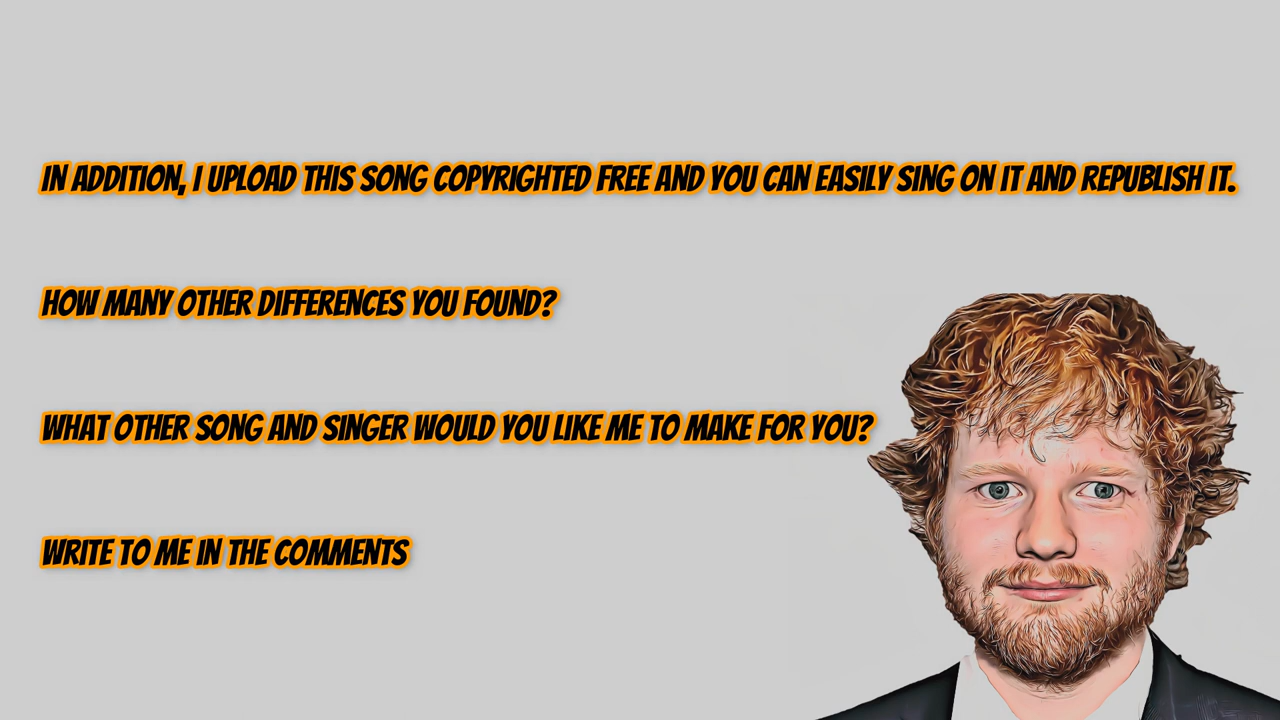 IN ADDITION, I UPLOAD THIS SONG COPYRIGHTED FREE AND YOU CAN EASILY SING ON IT AND REPUBLISH IT.
HOW MANY OTHER DIFFERENCES YOU FOUND?
WHAT OTHER SONG AND SINGER WOULD YOU LIKE ME TO MAKE FOR YOU?
WRITE TO ME IN THE COMMENTS